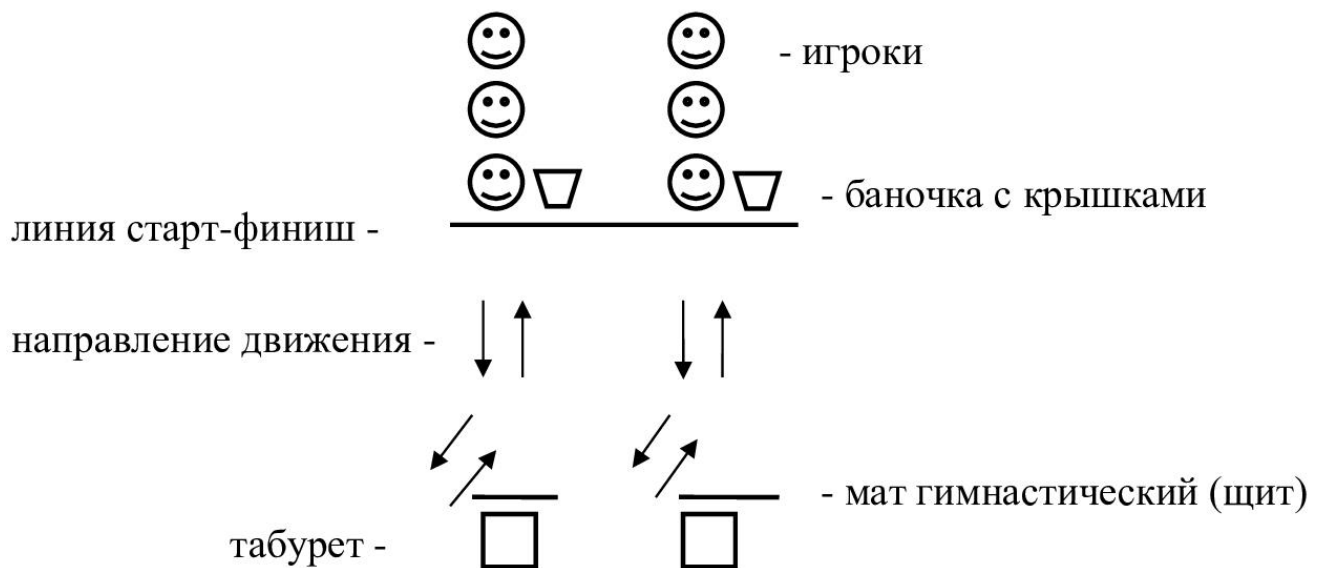 - игроки
- баночка с крышками
линия старт-финиш -
направление движения -
- мат гимнастический (щит)
табурет -